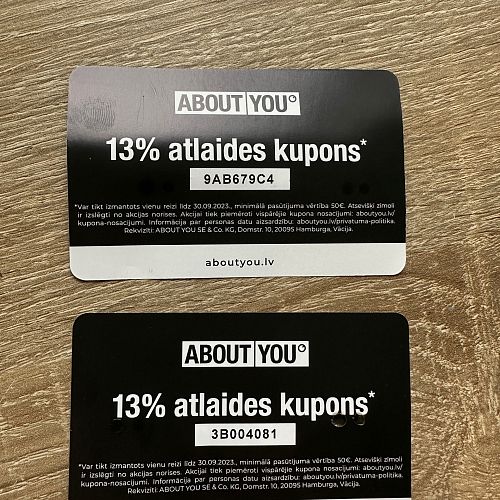 ABOUT YOU°
13% atlaides kupons*
9AB679C4
*Var tikt izmantots vienu reizi līdz 30.09.2023., minimālā pasūtījuma vērtība 50€. Atsevišķi zīmoli
ir izslēgti no akcijas norises. Akcijai tiek piemēroti vispārējie kupona nosacījumi: aboutyou.lv/
kupona-nosacijumi. Informācija par personas datu aizsardzību: aboutyou.lv/privatuma-politika.
Rekvizīti: ABOUT YOU SE & Co. KG, Domstr. 10, 20095 Hamburga, Vācija.
aboutyou.lv
ABOUT YOU°
13% atlaides kupons*
3B004081
*Var tikt izmantots vienu reizi līdz 30.09.2023., minimālā pasūtījuma vērtība 50€. Atsevišķi zīmoli
ir izslēgti no akcijas norises. Akcijai tiek piemēroti vispārējie kupona nosacījumi: aboutyou.lv/
kupona-nosacijumi. Informācija par personas datu aizsardzību: aboutyou.lv/privatuma-politika.
Rekvizīti: ABOUT YOU SE & Co. KG, Domstr. 10, 20095 Hamburga, Vācija.